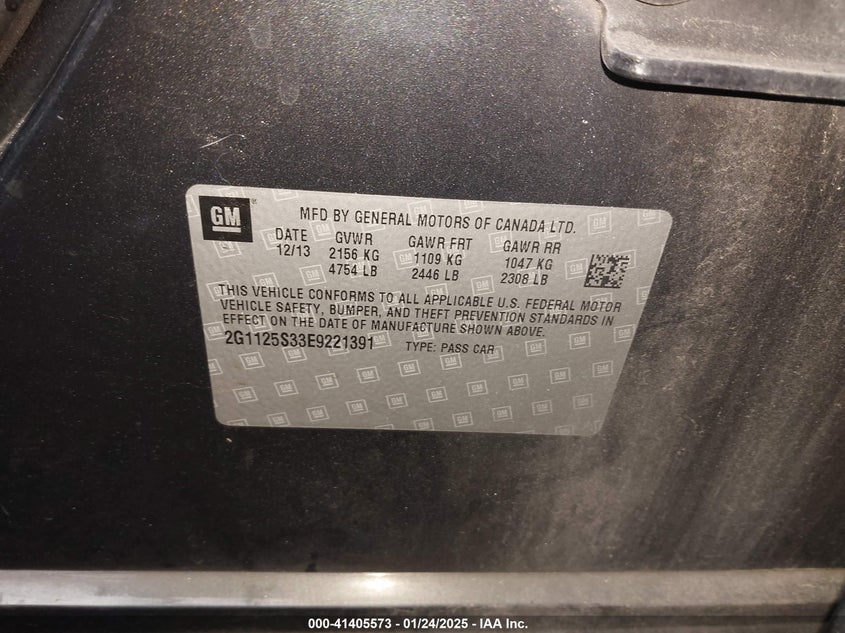 GM
MFD BY GENERAL MOTORS OF CANADA LTD.
DATE GVWR GAWR FRT GAWR RR
12/13 2156 KG 1109 KG 1047 KG
4754 LB 2446 LB 2308 LB
THIS VEHICLE CONFORMS TO ALL APPLICABLE U.S. FEDERAL MOTOR
VEHICLE SAFETY, BUMPER, AND THEFT PREVENTION STANDARDS IN
EFFECT ON THE DATE OF MANUFACTURE SHOWN ABOVE.
2G1125S33E9221391 TYPE: PASS CAR
000-41405573 - 01/24/2025 - IAA Inc.